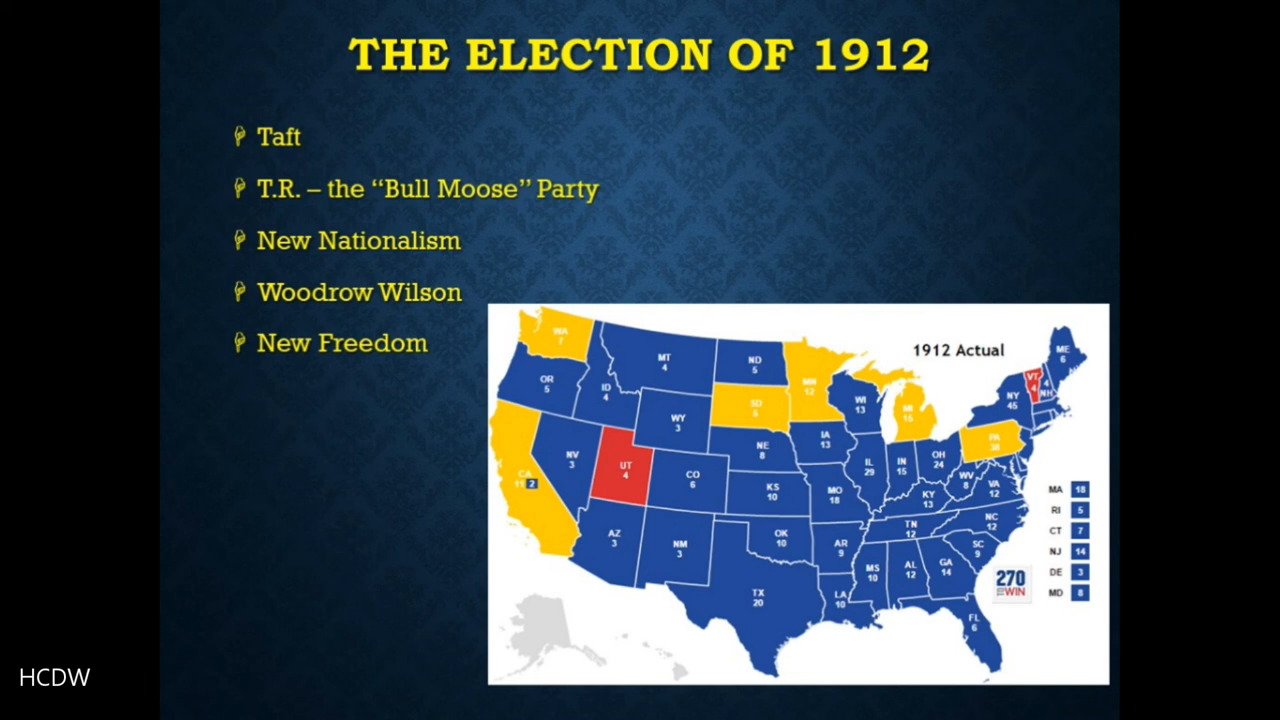 THE ELECTION OF 1912
Taft
T.R. – the “Bull Moose” Party
New Nationalism
Woodrow Wilson
New Freedom
1912 Actual
WA
7
OR
5
CA
11 2
ID
4
NV
3
MT
4
WY
3
UT
4
AZ
3
CO
6
NM
3
ND
5
SD
5
NE
8
KS
10
OK
10
TX
20
MN
12
IA
13
MO
18
AR
9
LA
10
WI
13
IL
29
MI
15
IN
15
OH
24
KY
13
TN
12
MS
10
AL
12
GA
14
FL
6
SC
9
NC
12
VA
12
WV
8
PA
38
NY
45
VT
4
4
NH
ME
6
MA 18
RI 5
CT 7
NJ 14
DE 3
MD 8
270
TO WIN
HCDW